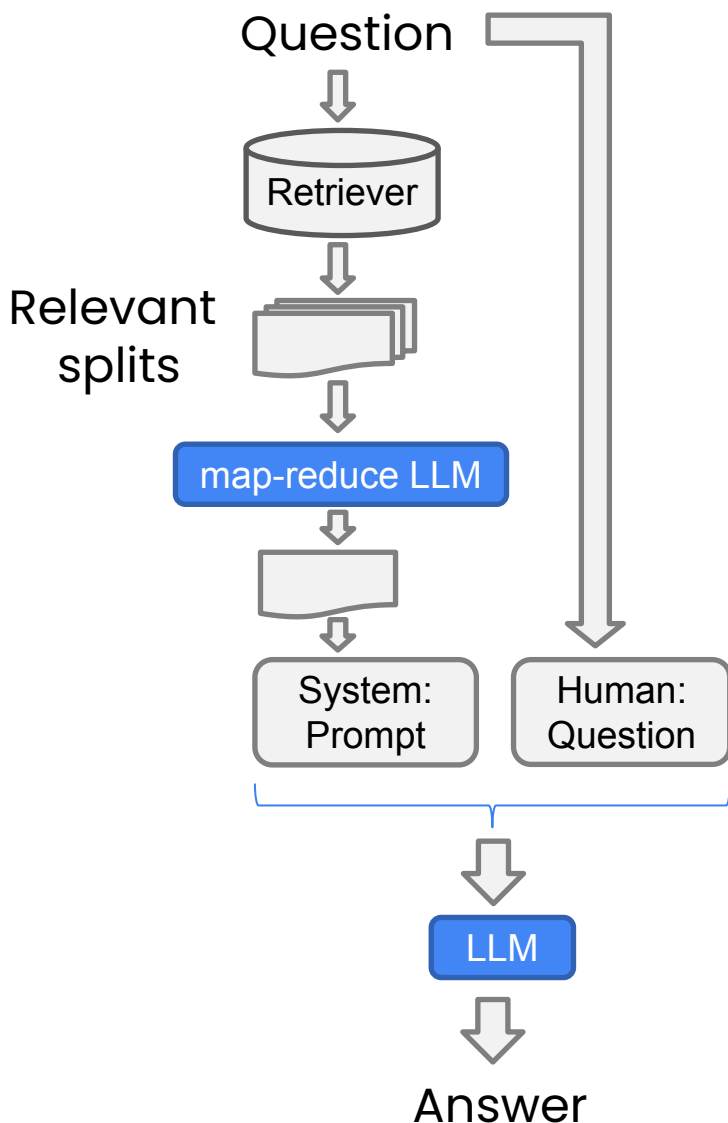 Question
Retriever
Relevant
splits
map-reduce LLM
System:
Prompt
Human:
Question
LLM
Answer